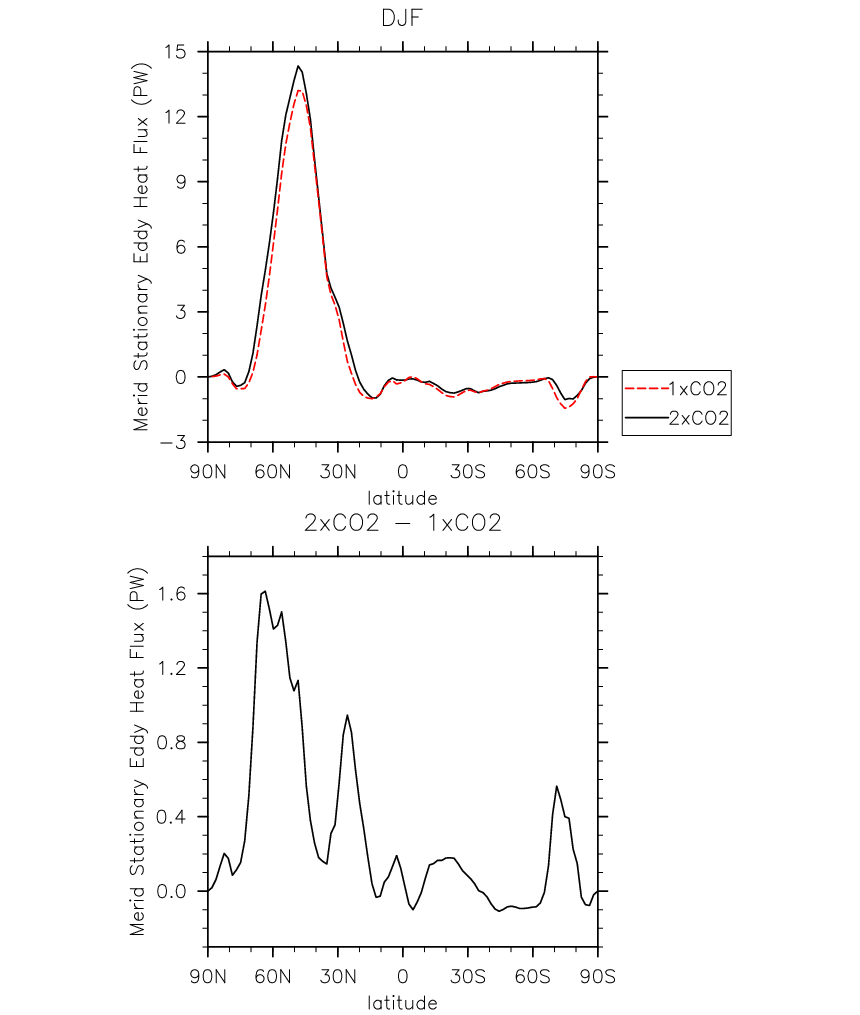 DJF
Merid Stationary Eddy Heat Flux (PW)
15
12
9
6
3
0
−3
90N 60N 30N 0 30S 60S 90S
latitude
1xCO2
2xCO2
2xCO2 − 1xCO2
Merid Stationary Eddy Heat Flux (PW)
1.6
1.2
0.8
0.4
0.0
90N 60N 30N 0 30S 60S 90S
latitude